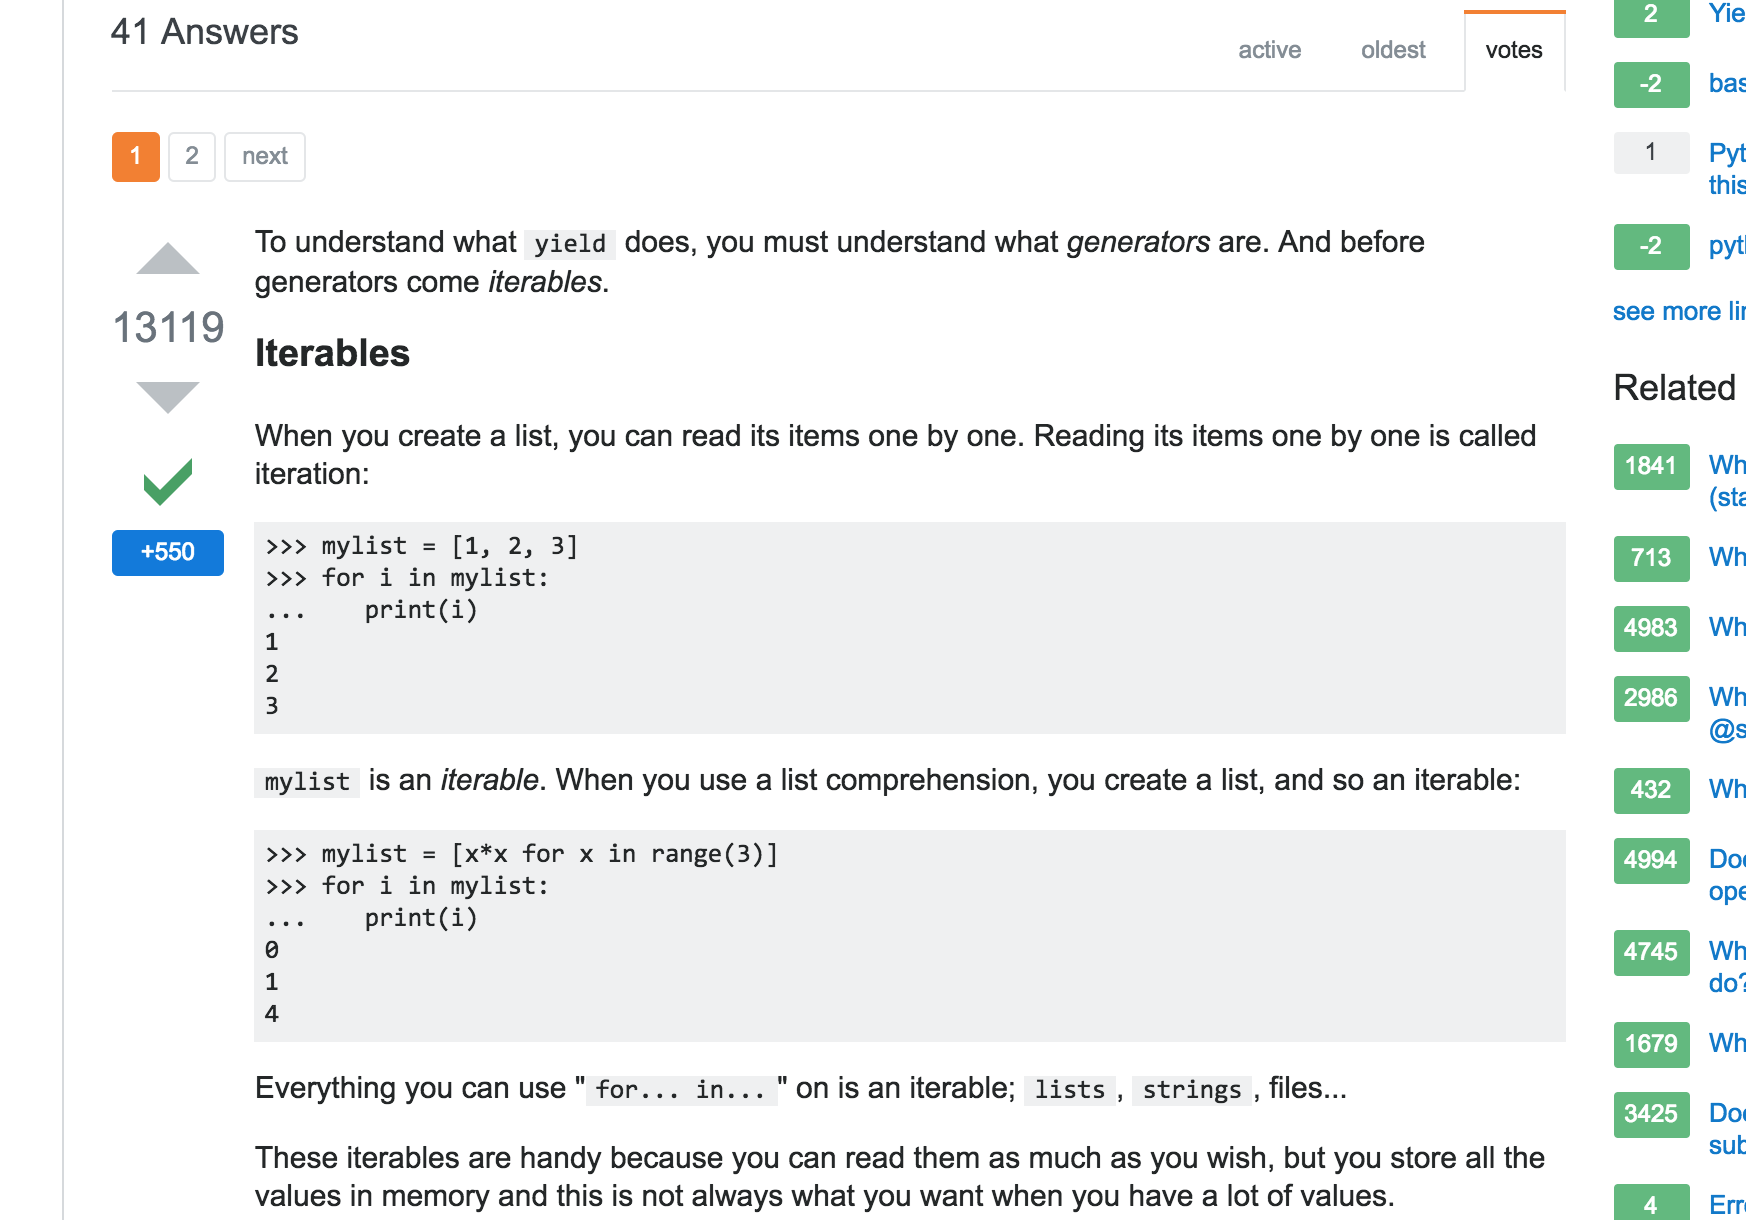 41 Answers
active oldest votes
1 2 next
To understand what yield does, you must understand what generators are. And before
generators come iterables.
13119
Iterables
When you create a list, you can read its items one by one. Reading its items one by one is called
iteration:
+550
>>> mylist = [1, 2, 3]
>>> for i in mylist:
...    print(i)
1
2
3
mylist is an iterable. When you use a list comprehension, you create a list, and so an iterable:
>>> mylist = [x*x for x in range(3)]
>>> for i in mylist:
...    print(i)
0
1
4
Everything you can use "for... in..." on is an iterable; lists, strings, files...
These iterables are handy because you can read them as much as you wish, but you store all the
values in memory and this is not always what you want when you have a lot of values.
2 Yie
-2 bas
1 Pyt
this
-2 pyt
see more
Related
1841 Wh
(sta
713 Wh
4983 Wh
2986 Wh
@s
432 Wh
4994 Doe
ope
4745 Wh
do?
1679 Wh
3425 Doe
sub
4 Err